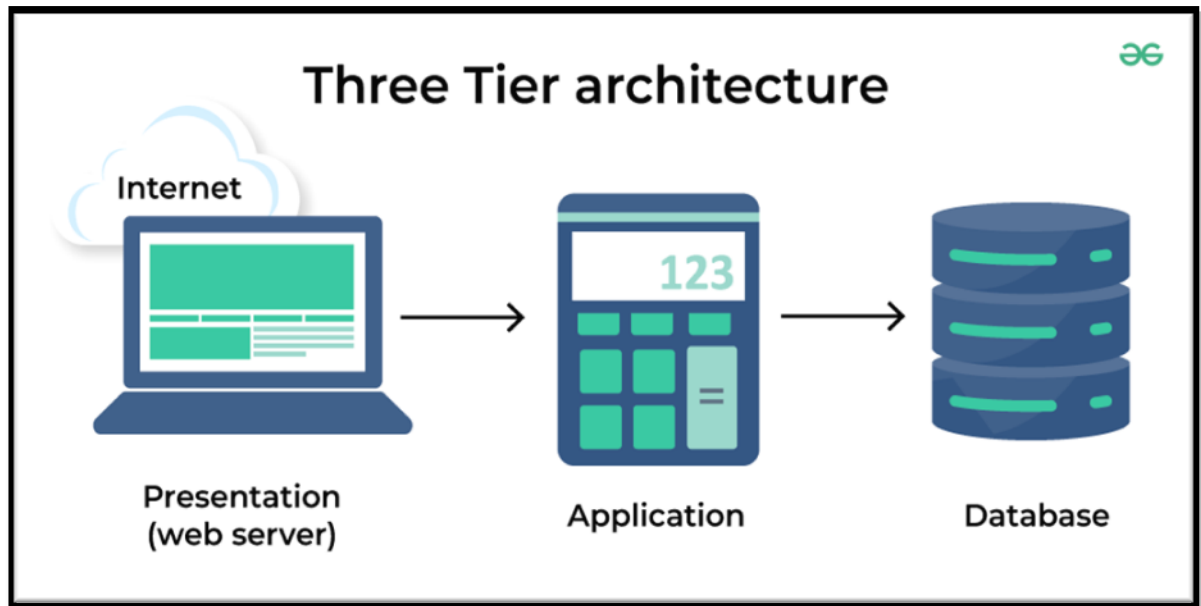 Three Tier architecture
Internet
123
=
Presentation
(web server)
Application
Database